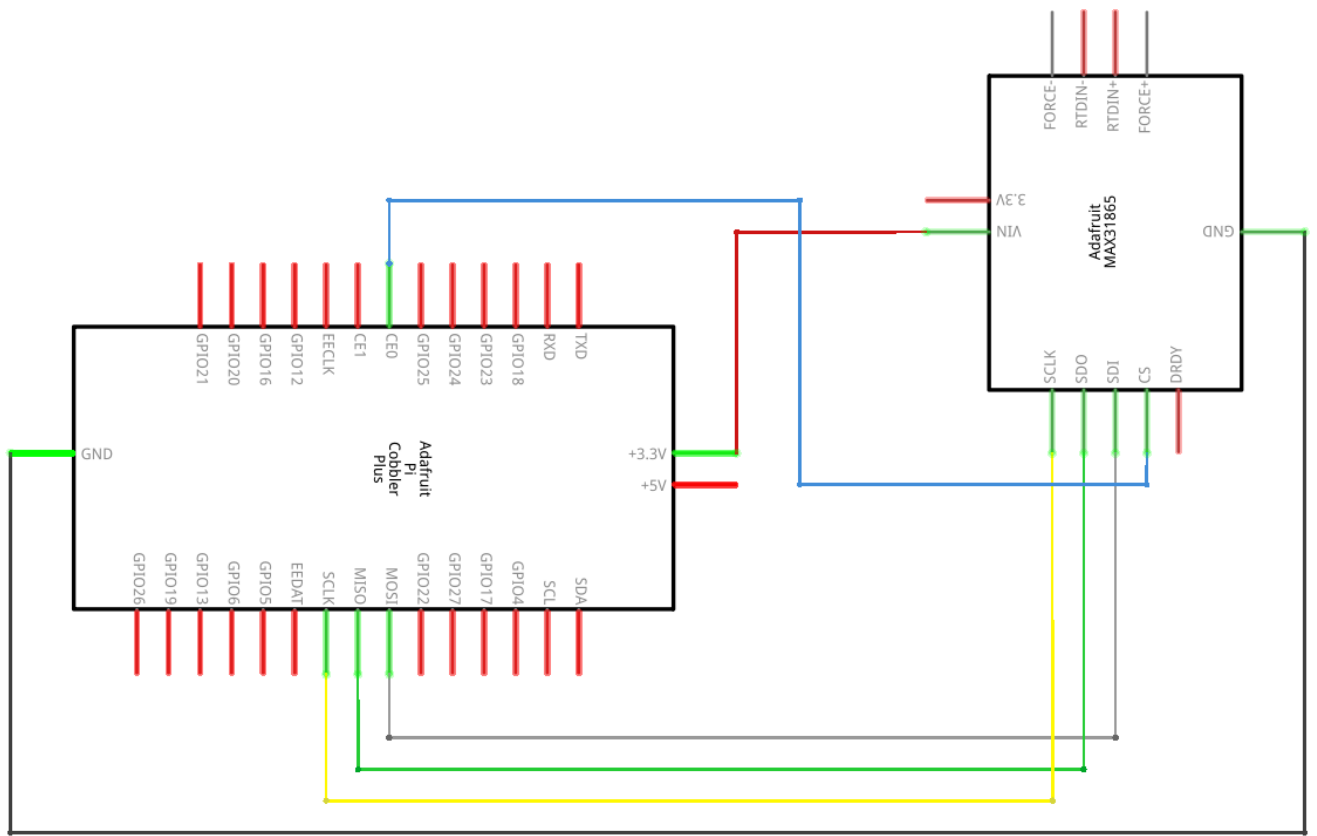 FORCE-
RTDIN-
RTDIN+
FORCE+
3.3V
VIN
GND
Adafruit
MAX31865
SCLK
SDO
SDI
CS
DRDY
GPIO21
GPIO20
GPIO16
GPIO12
EECLK
CE1
CE0
GPIO25
GPIO24
GPIO23
GPIO18
RXD
TXD
GND
Adafruit
Pi
Cobbler
Plus
+3.3V
+5V
GPIO26
GPIO19
GPIO13
GPIO6
GPIO5
EEDAT
SCLK
MISO
MOSI
GPIO22
GPIO27
GPIO17
GPIO4
SCL
SDA